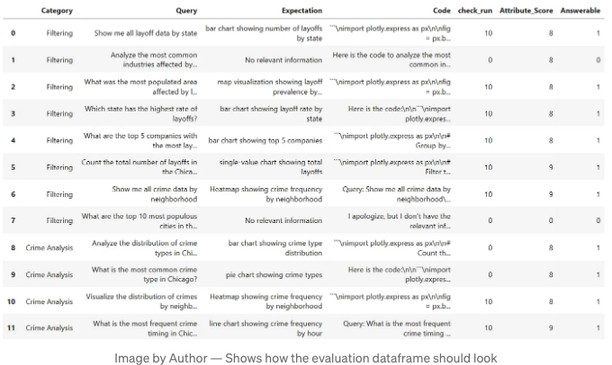 Category Query Expectation Code check_run Attribute_Score Answerable
0 Filtering Show me all layoff data by state bar chart showing number of layoffs by state ```\nimport plotly.express as px\n\nfig = px.b... 10 8 1
1 Filtering Analyze the most common industries affected by... No relevant information Here is the code to analyze the most common in... 0 8 0
2 Filtering What was the most populated area affected by l... map visualization showing layoff prevalence by... ```\nimport plotly.express as px\n\nfig = px.b... 10 8 1
3 Filtering Which state has the highest rate of layoffs? bar chart showing layoff rate by state Here is the code:\n\n```\nimport plotly.expres... 10 8 1
4 Filtering What are the top 5 companies with the most lay... bar chart showing top 5 companies ```\nimport plotly.express as px\n\n# Group by... 10 8 1
5 Filtering Count the total number of layoffs in the Chica... single-value chart showing total layoffs ```\nimport plotly.express as px\n\n# Filter t... 10 9 1
6 Filtering Show me all crime data by neighborhood Heatmap showing crime frequency by neighborhood Query: Show me all crime data by neighborhood\... 10 9 1
7 Filtering What are the top 10 most populous cities in th... No relevant information I apologize, but I don't have the relevant inf... 0 0 0
8 Crime Analysis Analyze the distribution of crime types in Chi... bar chart showing crime type distribution ```\nimport plotly.express as px\n\n# Count th... 0 8 1
9 Crime Analysis What is the most common crime type in Chicago? pie chart showing crime types Here is the code:\n\n```\nimport plotly.expres... 0 8 1
10 Crime Analysis Visualize the distribution of crimes by neighb... Heatmap showing crime frequency by neighborhood ```\nimport plotly.express as px\n\nfig = px.b... 10 8 1
11 Crime Analysis What is the most frequent crime timing in Chic... line chart showing crime frequency by hour Query: What is the most frequent crime timing ... 10 9 1
Image by Author — Shows how the evaluation dataframe should look